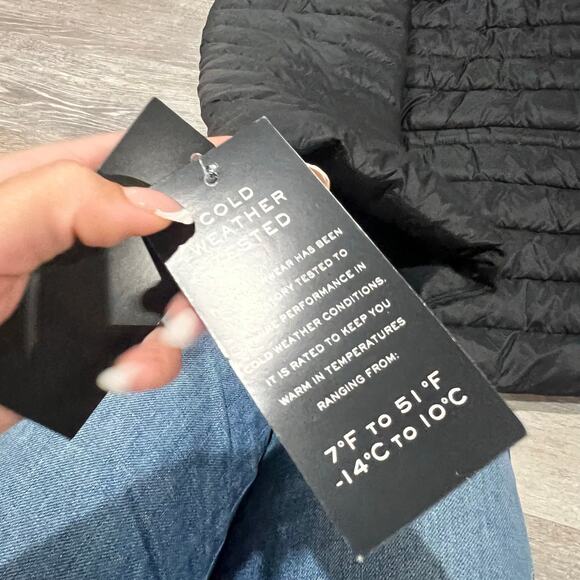 COLD
WEATHER
WEAR HAS BEEN
TESTED TO
PERFORMANCE IN
COLD WEATHER CONDITIONS.
IT IS RATED TO KEEP YOU
WARM IN TEMPERATURES
RANGING FROM:
7°F TO 51°F
-14°C TO 10°C